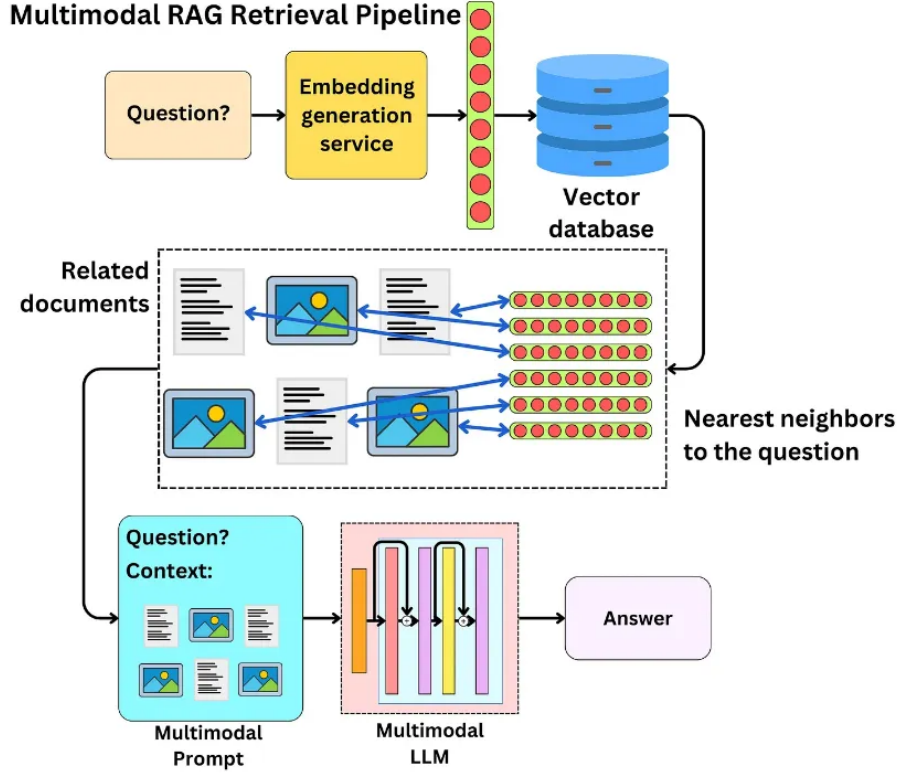 Multimodal RAG Retrieval Pipeline
Question?
Embedding
generation
service
Vector
database
Related
documents
Nearest neighbors
to the question
Question?
Context:
Multimodal
Prompt
Multimodal
LLM
Answer